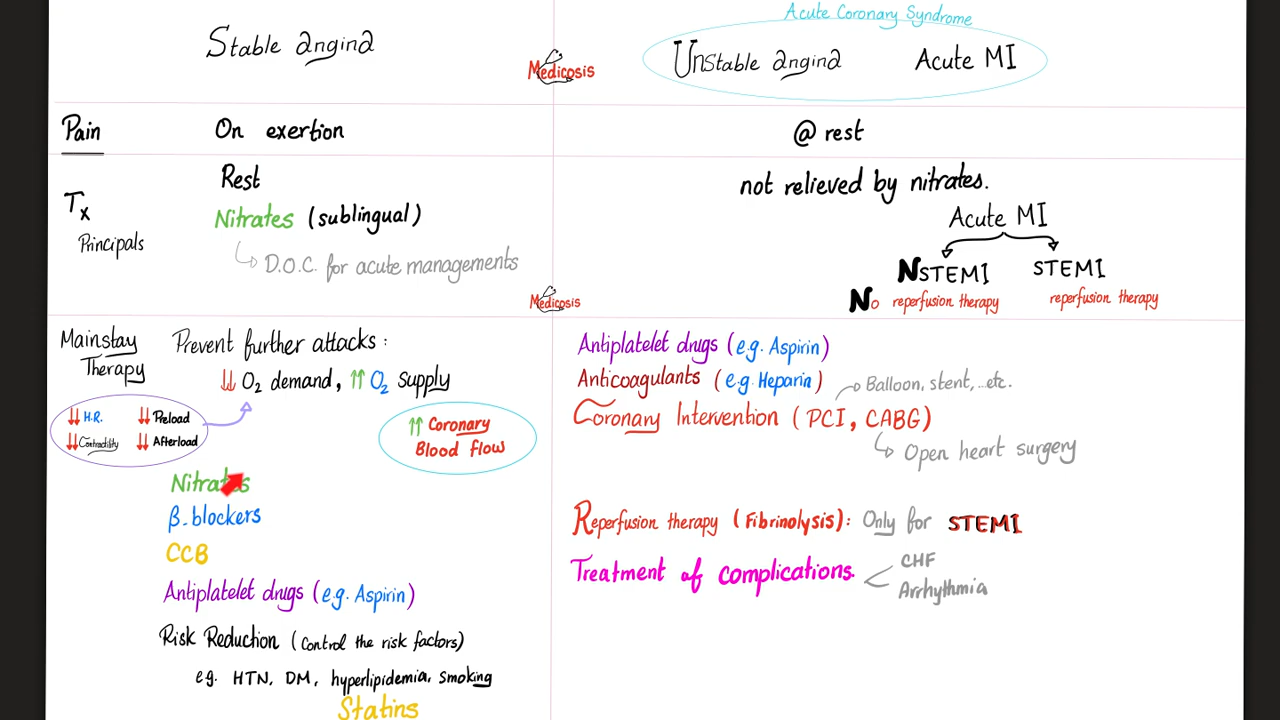 Acute Coronary Syndrome
Stable angina
Unstable angina Acute MI
Medicosis
Pain On exertion @ rest
Tx Principals
Rest
Nitrates (sublingual)
D.O.C. for acute managements
not relieved by nitrates.
Acute MI
NSTEMI STEMI
No reperfusion therapy reperfusion therapy
Medicosis
Mainstay Therapy
Prevent further attacks:
↓↓ O2 demand, ↑↑ O2 Supply
↓↓ H.R. ↓↓ Preload
↓↓ Contractility ↓↓ Afterload
↑↑ Coronary
Blood flow
Nitrates
β-blockers
CCB
Antiplatelet drugs (e.g. Aspirin)
Risk Reduction (Control the risk factors)
e.g. HTN, DM, hyperlipidemia, smoking
Statins
Antiplatelet drugs (e.g. Aspirin)
Anticoagulants (e.g. Heparin)
Balloon, stent, ...etc.
Coronary Intervention (PCI, CABG)
Open heart surgery
Reperfusion therapy (Fibrinolysis): Only for STEMI
Treatment of complications.
CHF
Arrhythmia